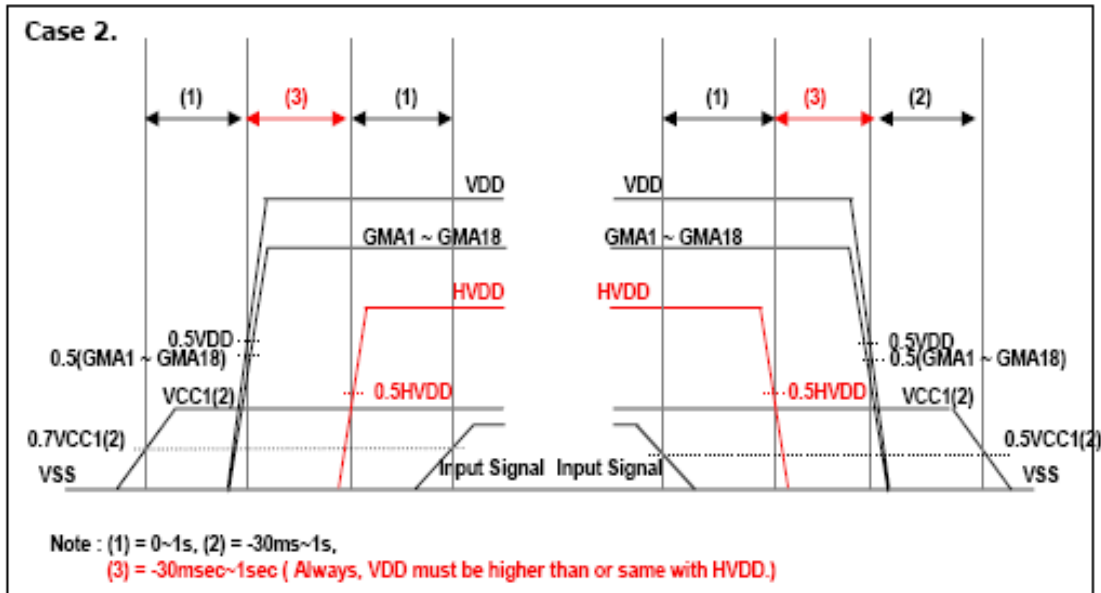 Case 2.
(1) (3) (1) (1) (3) (2)
VDD VDD
GMA1 ~ GMA18 GMA1 ~ GMA18
HVDD HVDD
0.5VDD 0.5VDD
0.5(GMA1 ~ GMA18) 0.5(GMA1 ~ GMA18)
VCC1(2) 0.5HVDD 0.5HVDD VCC1(2)
0.7VCC1(2) 0.5VCC1(2)
VSS Input Signal Input Signal VSS
Note : (1) = 0~1s, (2) = -30ms~1s,
(3) = -30msec~1sec ( Always, VDD must be higher than or same with HVDD.)